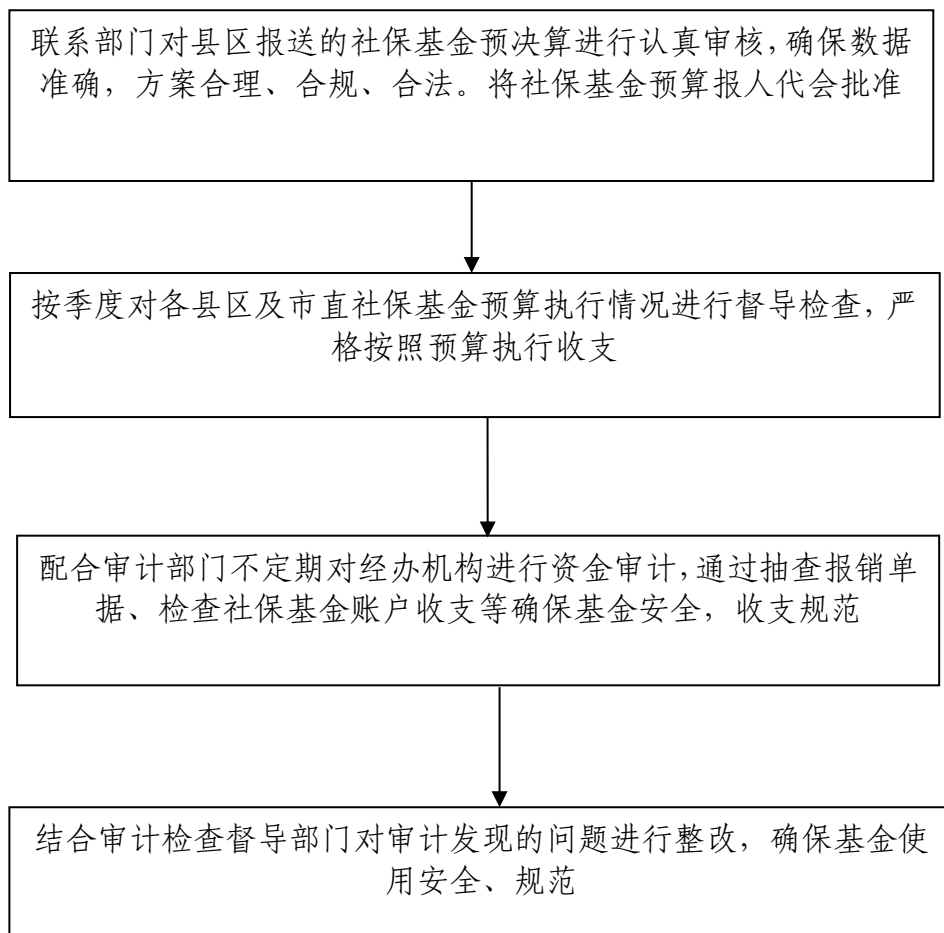 联系部门对县区报送的社保基金预决算进行认真审核，确保数据
准确，方案合理、合规、合法。将社保基金预算报人代会批准
按季度对各县区及市直社保基金预算执行情况进行督导检查，严
格按照预算执行收支
配合审计部门不定期对经办机构进行资金审计，通过抽查报销单
据、检查社保基金账户收支等确保基金安全，收支规范
结合审计检查督导部门对审计发现的问题进行整改，确保基金使
用安全、规范